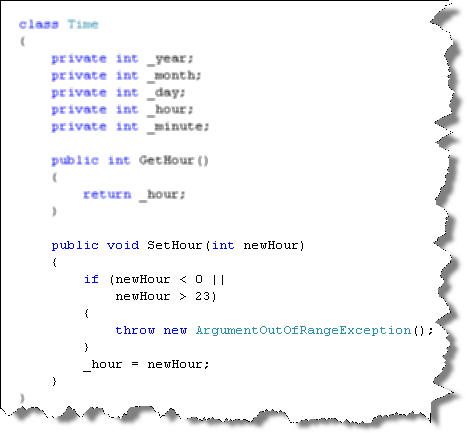 class Time
{
    private int _year;
    private int _month;
    private int _day;
    private int _hour;
    private int _minute;

    public int GetHour()
    {
        return _hour;
    }

    public void SetHour(int newHour)
    {
        if (newHour < 0 ||
            newHour > 23)
        {
            throw new ArgumentOutOfRangeException();
        }
        _hour = newHour;
    }
}